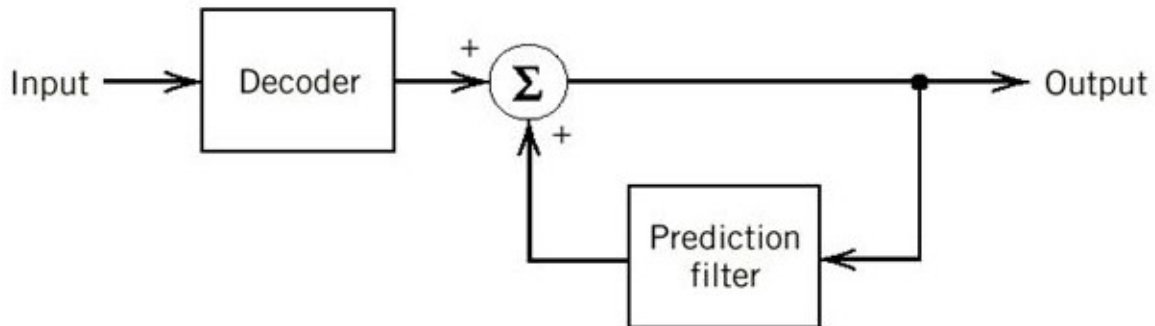 Input
Decoder
+
Σ
+
Output
Prediction
filter